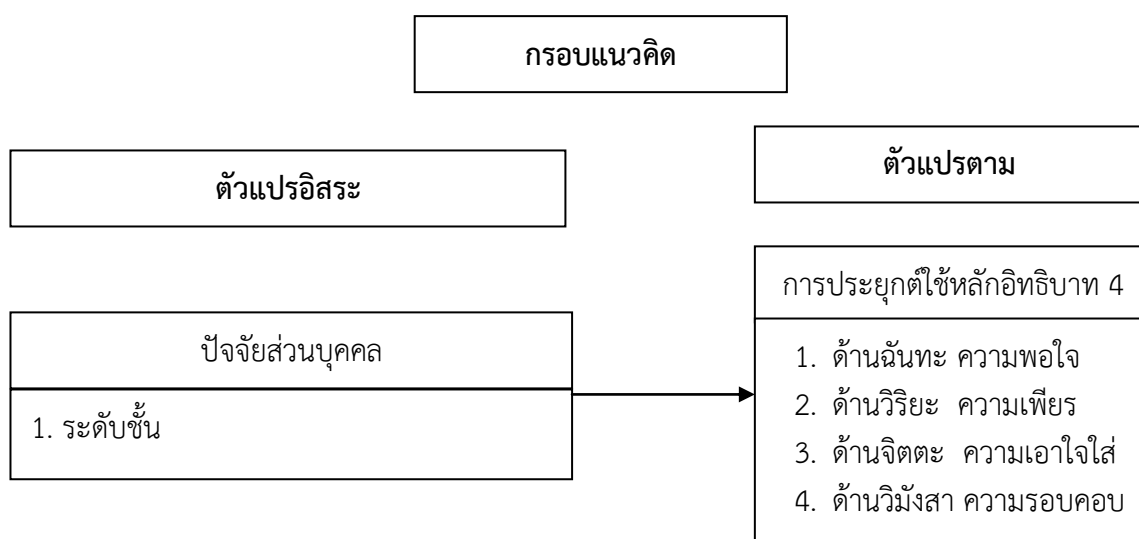 กรอบแนวคิด
ตัวแปรอิสระ
ตัวแปรตาม
ปัจจัยส่วนบุคคล
1. ระดับชั้น
การประยุกต์ใช้หลักอิทธิบาท 4
1. ด้านฉันทะ ความพอใจ
2. ด้านวิริยะ ความเพียร
3. ด้านจิตตะ ความเอาใจใส่
4. ด้านวิมังสา ความรอบคอบ